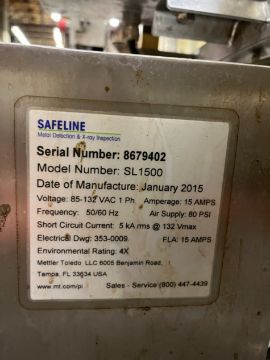 SAFELINE
Metal Detection & X-ray Inspection
Serial Number: 8679402
Model Number: SL1500
Date of Manufacture: January 2015
Voltage: 85-132 VAC 1 Ph Amperage: 15 AMPS
Frequency: 50/60 Hz Air Supply: 80 PSI
Short Circuit Current: 5 kA rms @ 132 Vmax
Electrical Dwg: 353-0009 FLA: 15 AMPS
Environmental Rating: 4X
Mettler Toledo LLC 6005 Benjamin Road,
Tampa, FL 33634 USA
www.mt.com/pi Sales - Service (800) 447-4439